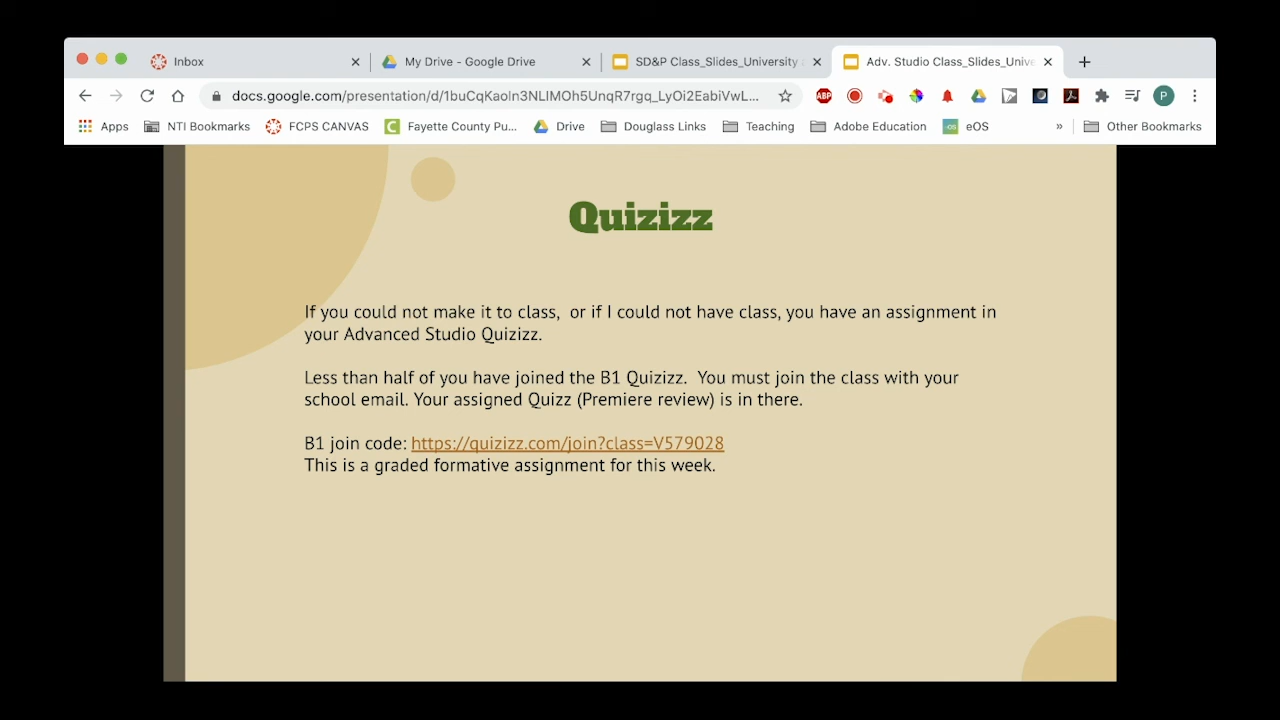 Inbox
My Drive - Google Drive
SD&P Class_Slides_University
Adv. Studio Class_Slides_Unive
docs.google.com/presentation/d/1buCqKaoIn3NLIMOh5UnqR7rgq_LyOi2EabiVwL...
ABP
P
Apps
NTI Bookmarks
FCPS CANVAS
Fayette County Pu...
Drive
Douglass Links
Teaching
Adobe Education
eOS
»
Other Bookmarks
Quizizz
If you could not make it to class, or if I could not have class, you have an assignment in
your Advanced Studio Quizizz.
Less than half of you have joined the B1 Quizizz. You must join the class with your
school email. Your assigned Quizz (Premiere review) is in there.
B1 join code: https://quizizz.com/join?class=V579028
This is a graded formative assignment for this week.